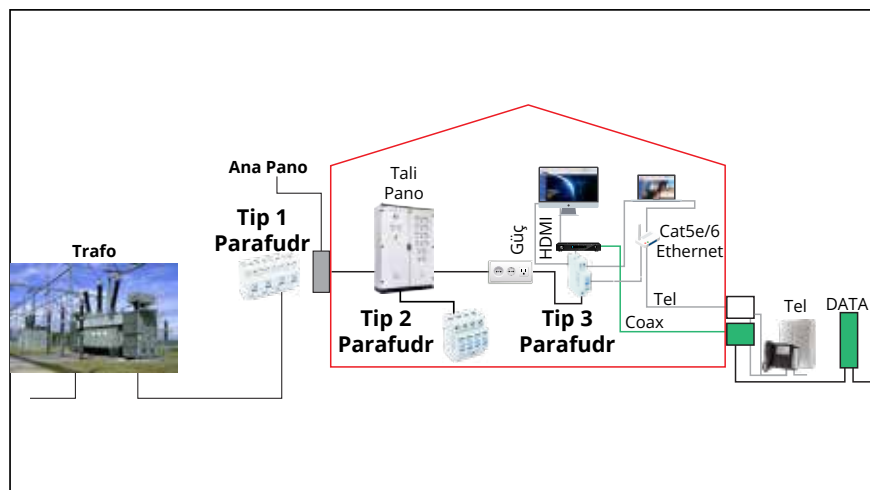 Ana Pano
Tali
Pano
Tip 1
Parafudr
Trafo
Güç
HDMI
Cat5e/6
Ethernet
Tip 2
Parafudr
Tip 3
Parafudr
Tel
Coax
Tel
DATA